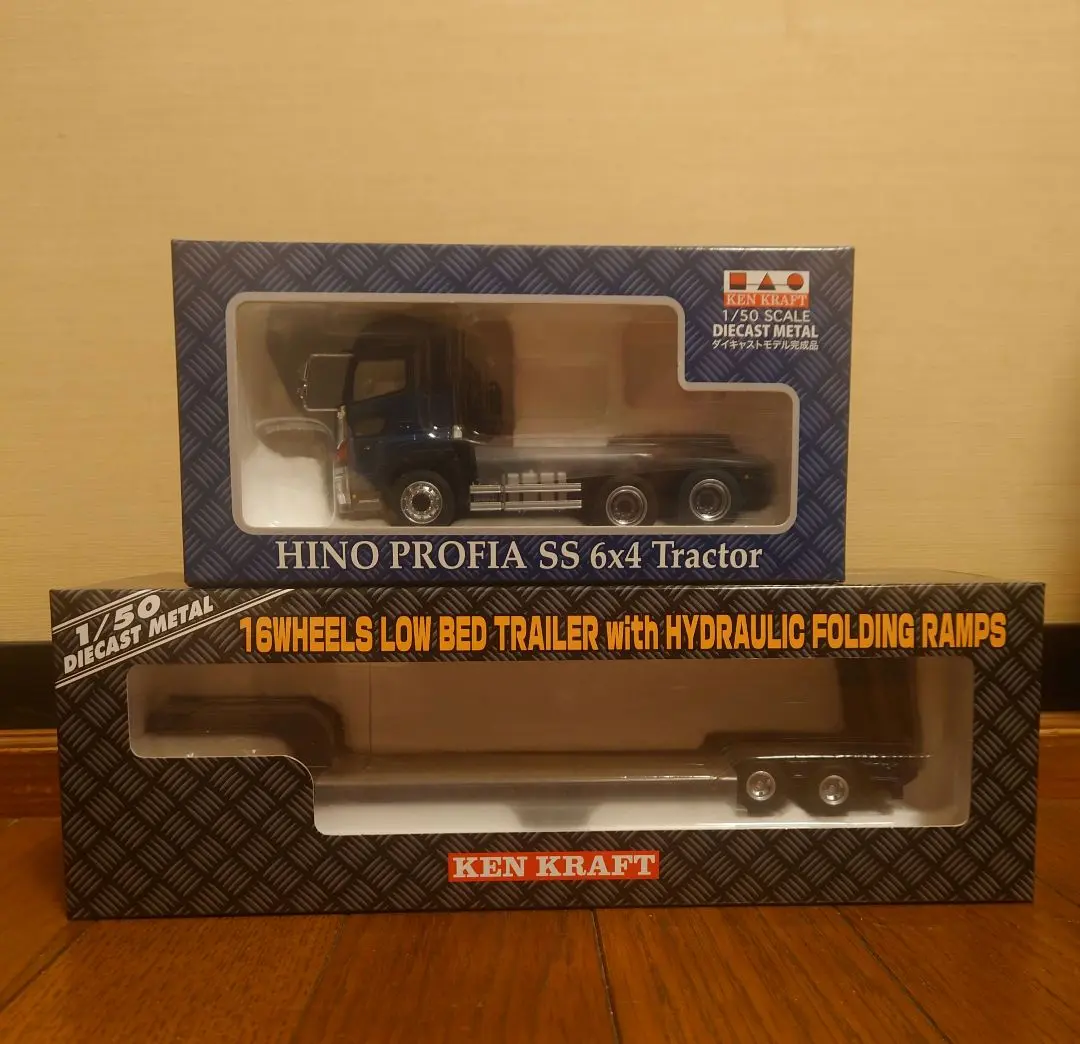 KEN KRAFT
1/50 SCALE
DIECAST METAL
ダイキャストモデル完成品
HINO PROFIA SS 6x4 Tractor
1/50
DIECAST METAL
16WHEELS LOW BED TRAILER with HYDRAULIC FOLDING RAMPS
KEN KRAFT